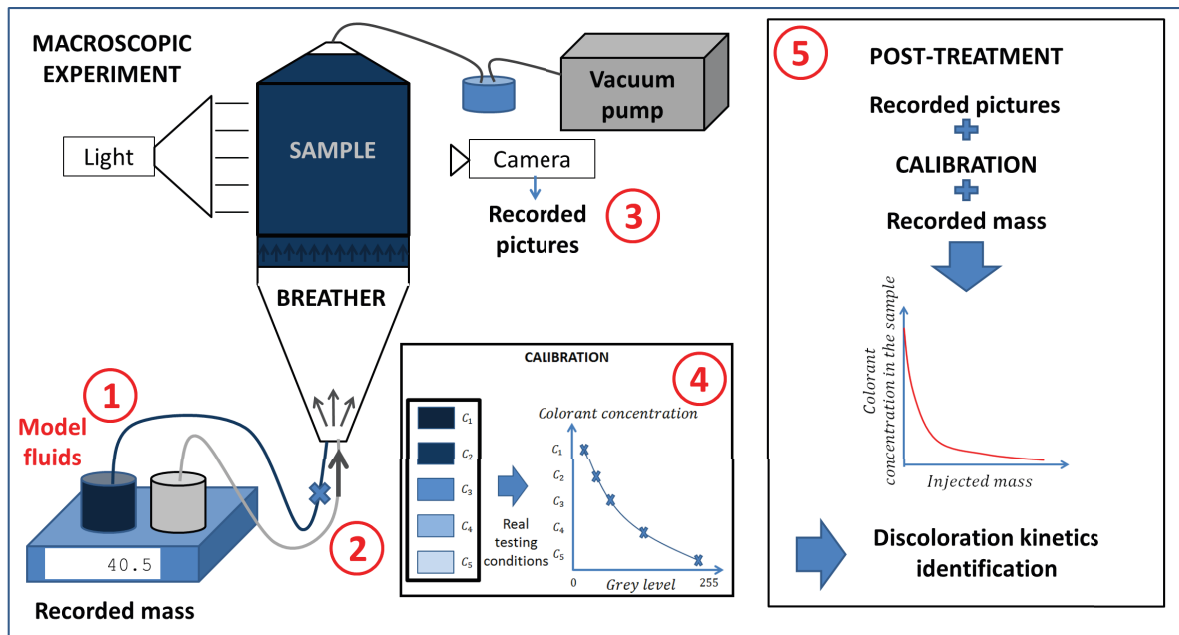 MACROSCOPIC
EXPERIMENT
Light
SAMPLE
Vacuum
pump
Camera
Recorded
pictures
3
BREATHER
1
Model
fluids
2
40.5
Recorded mass
CALIBRATION
4
C1
C2
C3
C4
C5
Real
testing
conditions
Colorant concentration
C1
C2
C3
C4
C5
0
Grey level
255
5
POST-TREATMENT
Recorded pictures
CALIBRATION
Recorded mass
Colorant
concentration in the sample
Injected mass
Discoloration kinetics
identification